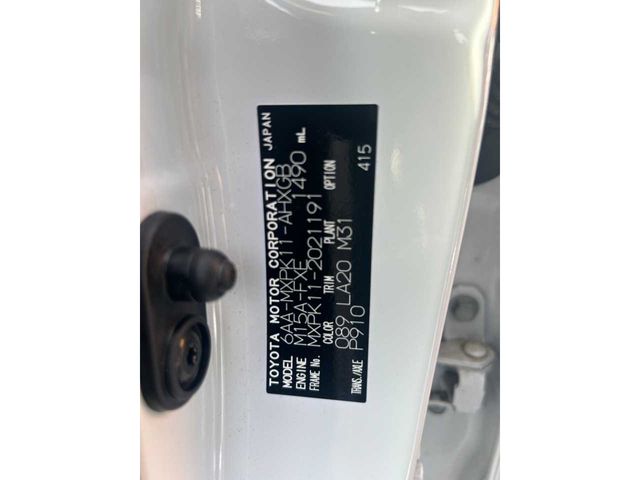 TOYOTA MOTOR CORPORATION JAPAN
MODEL 6AA-MXPK11-AHXGB
ENGINE M15A-FXE 1490 mL
FRAME No. MXPK11-2021191
COLOR TRIM PLANT OPTION
089 LA20 M31
TRANS./AXLE P910 415